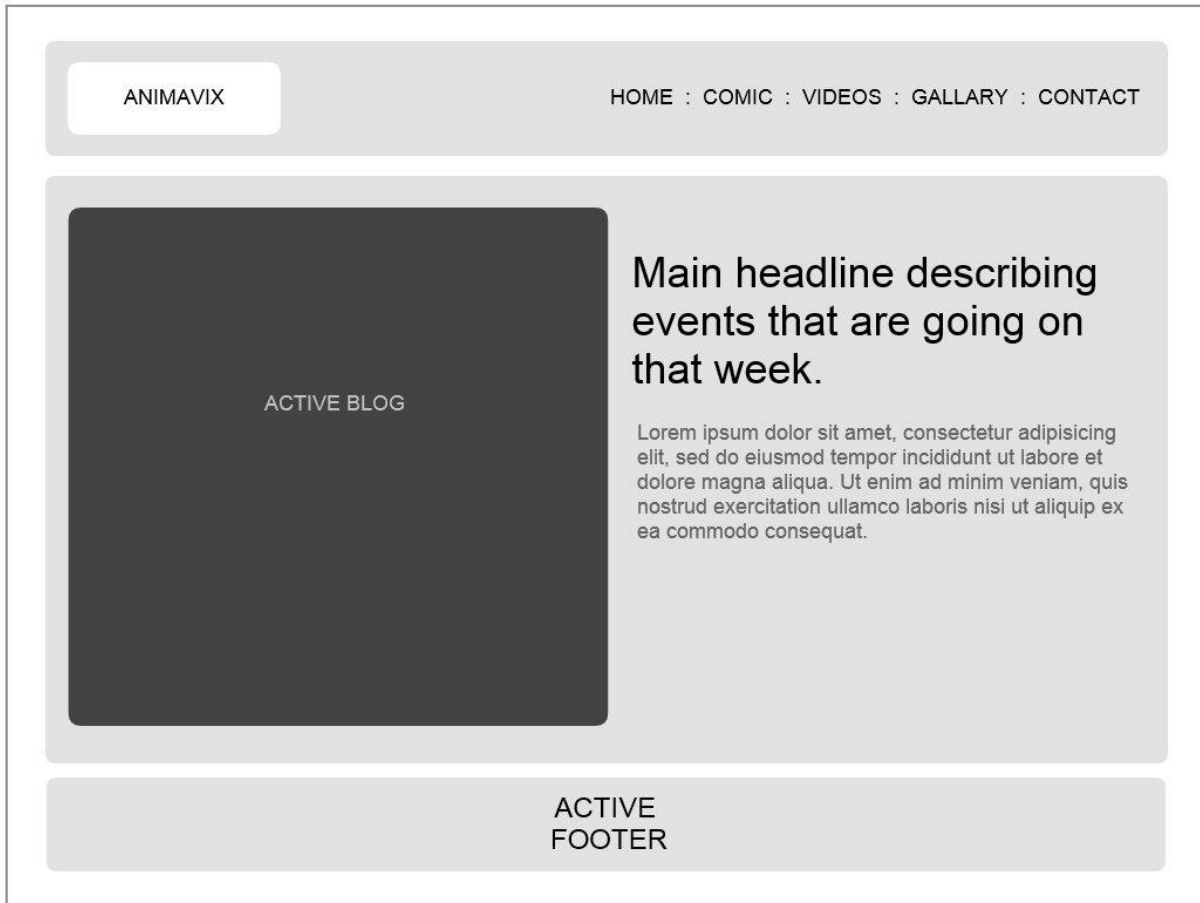 ANIMAVIX
HOME : COMIC : VIDEOS : GALLARY : CONTACT
ACTIVE BLOG
Main headline describing
events that are going on
that week.
Lorem ipsum dolor sit amet, consectetur adipisicing
elit, sed do eiusmod tempor incididunt ut labore et
dolore magna aliqua. Ut enim ad minim veniam, quis
nostrud exercitation ullamco laboris nisi ut aliquip ex
ea commodo consequat.
ACTIVE
FOOTER